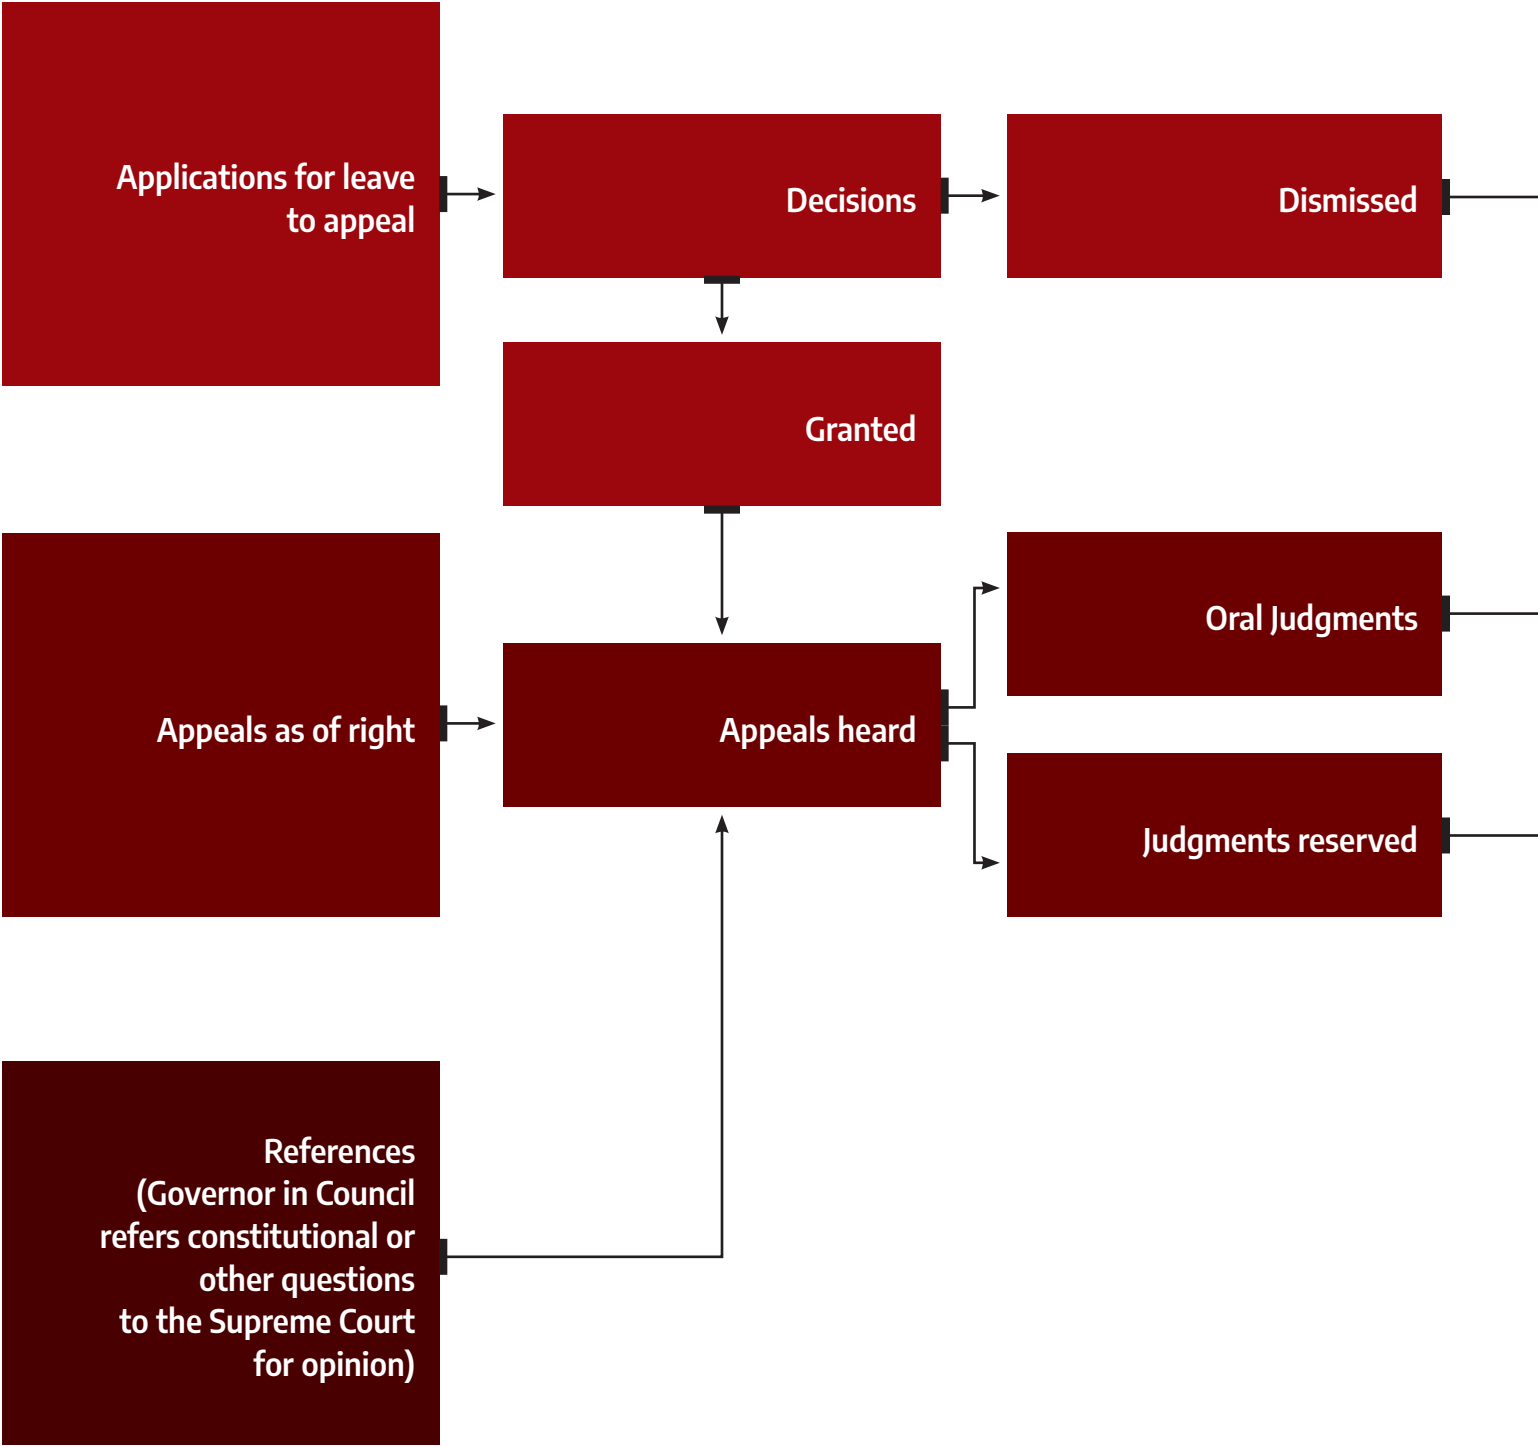 Applications for leave
to appeal
Decisions
Dismissed
Granted
Appeals as of right
Appeals heard
Oral Judgments
Judgments reserved
References
(Governor in Council
refers constitutional or
other questions
to the Supreme Court
for opinion)